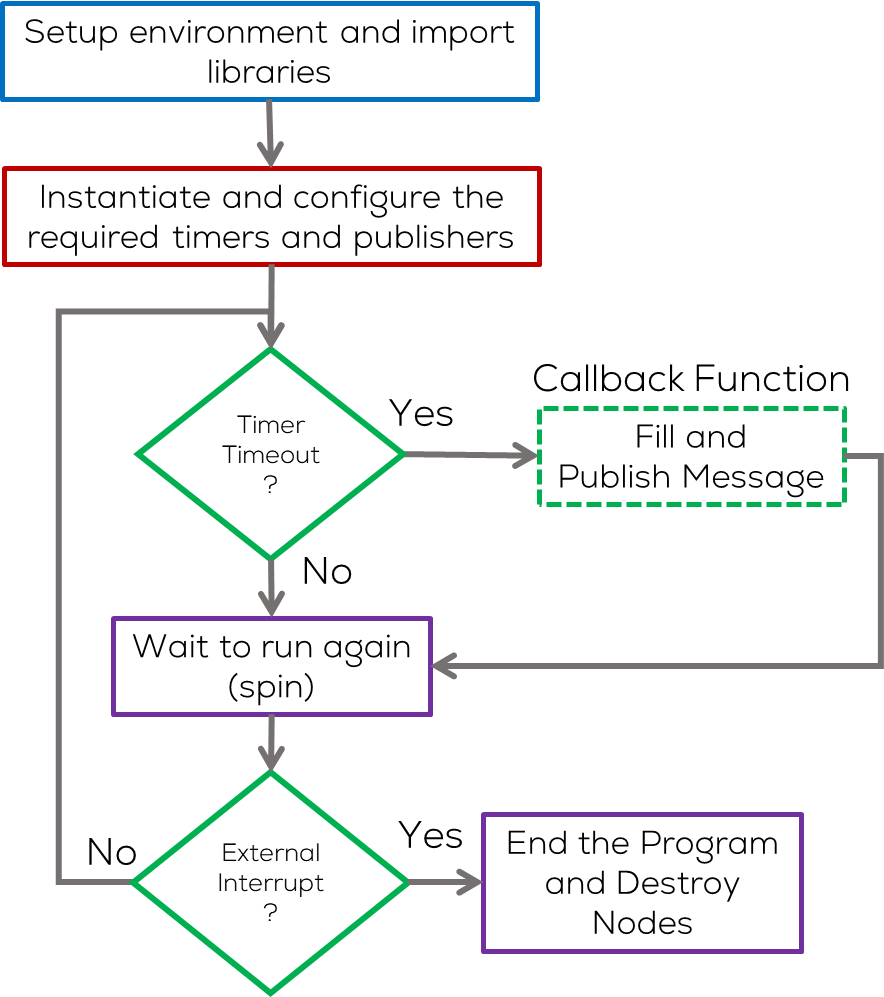 Setup environment and import
libraries
Instantiate and configure the
required timers and publishers
Timer
Timeout
?
Yes
Callback Function
Fill and
Publish Message
No
Wait to run again
(spin)
No
External
Interrupt
?
Yes
End the Program
and Destroy
Nodes